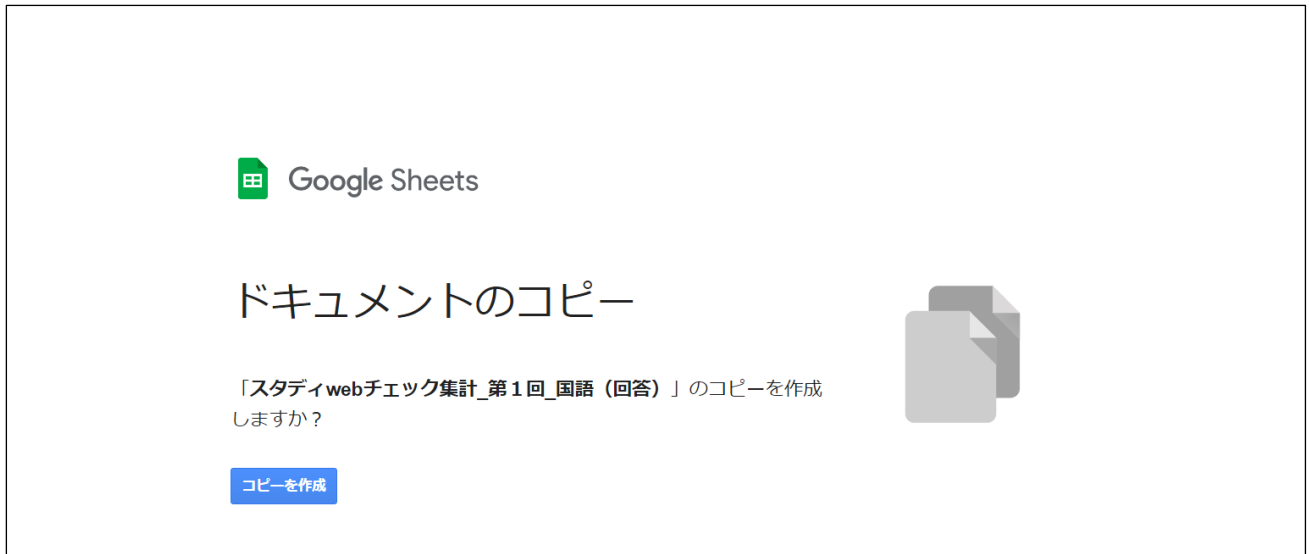 Google Sheets
ドキュメントのコピー
「スタディwebチェック集計_第１回_国語（回答）」のコピーを作成
しますか？
コピーを作成